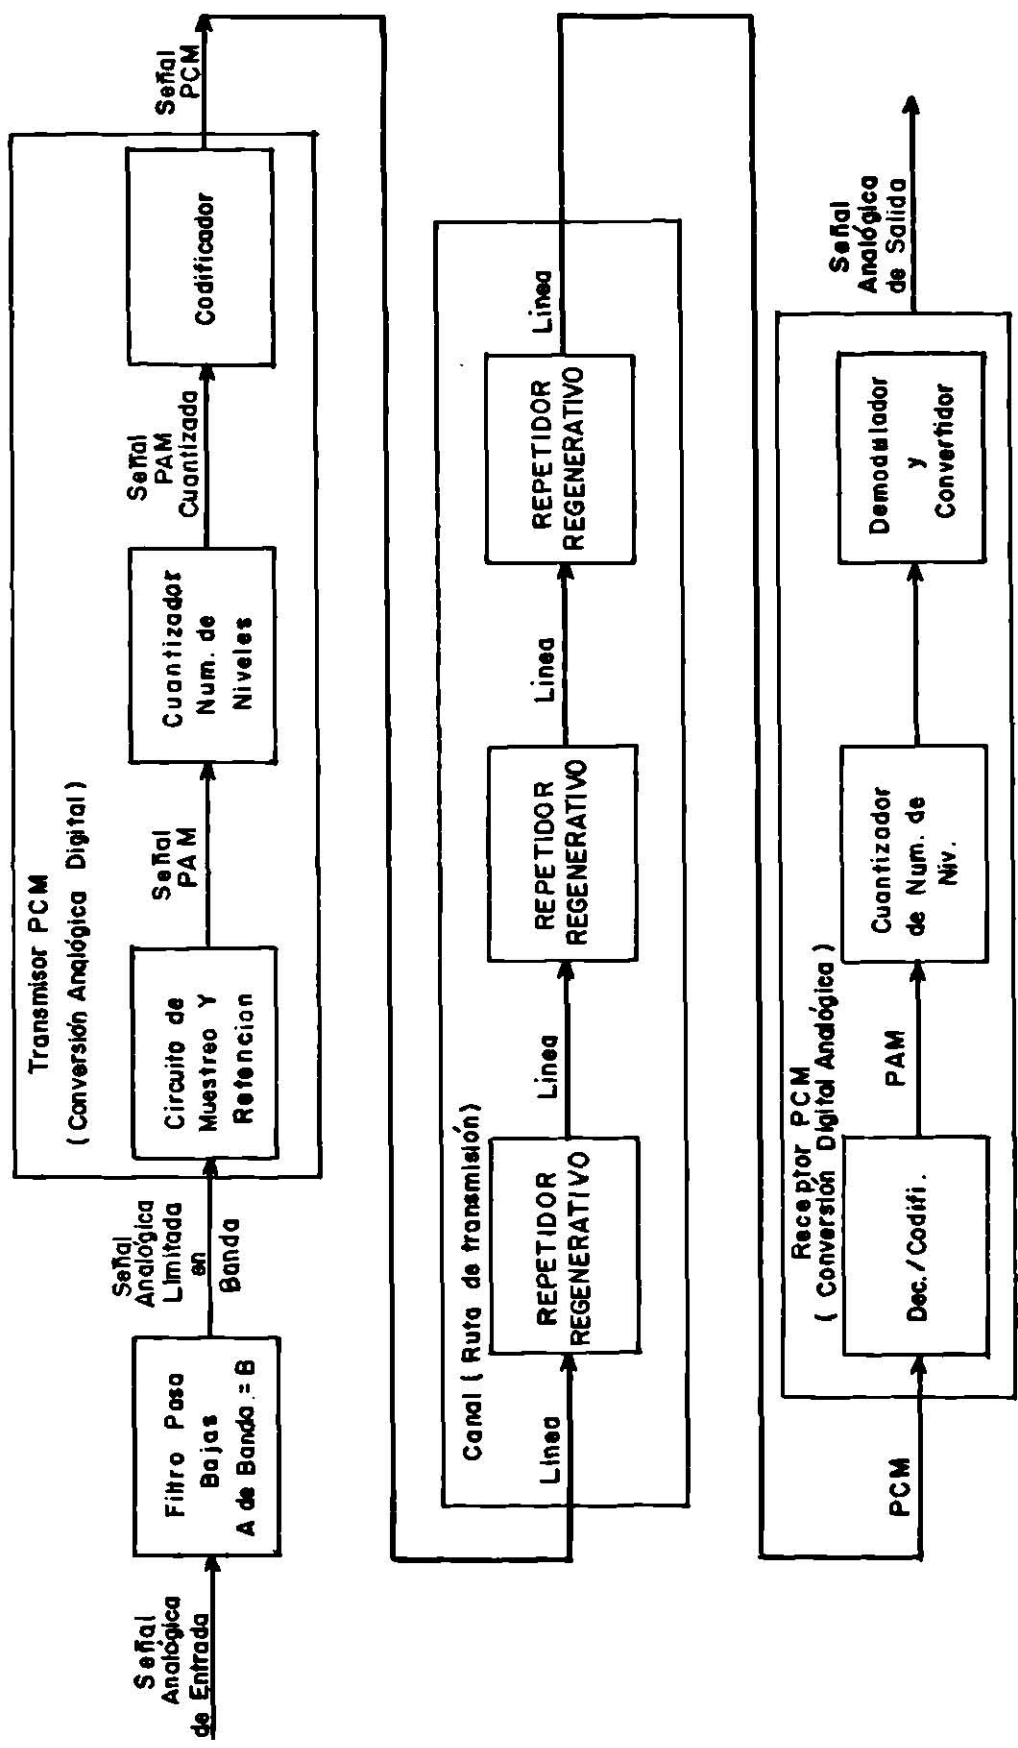 Señal
Analógica
de Entrada
Filtro Pasa
Bajas
A de Banda = B
Señal
Analógica
Limitada
en
Banda
Transmisor PCM
( Conversión Analógica Digital )
Circuito de
Muestreo Y
Retencion
Señal
PAM
Cuantizador
Num. de
Niveles
Señal
PAM
Cuantizada
Codificador
Señal
PCM
Canal ( Ruta de transmisión)
Linea
REPETIDOR
REGENERATIVO
Linea
REPETIDOR
REGENERATIVO
Linea
REPETIDOR
REGENERATIVO
Linea
PCM
Receptor PCM
( Conversión Digital Analógica )
Dec./Codifi.
PAM
Cuantizador
de Num. de
Niv.
Demodulador
y
Convertidor
Señal
Analógica
de Salida